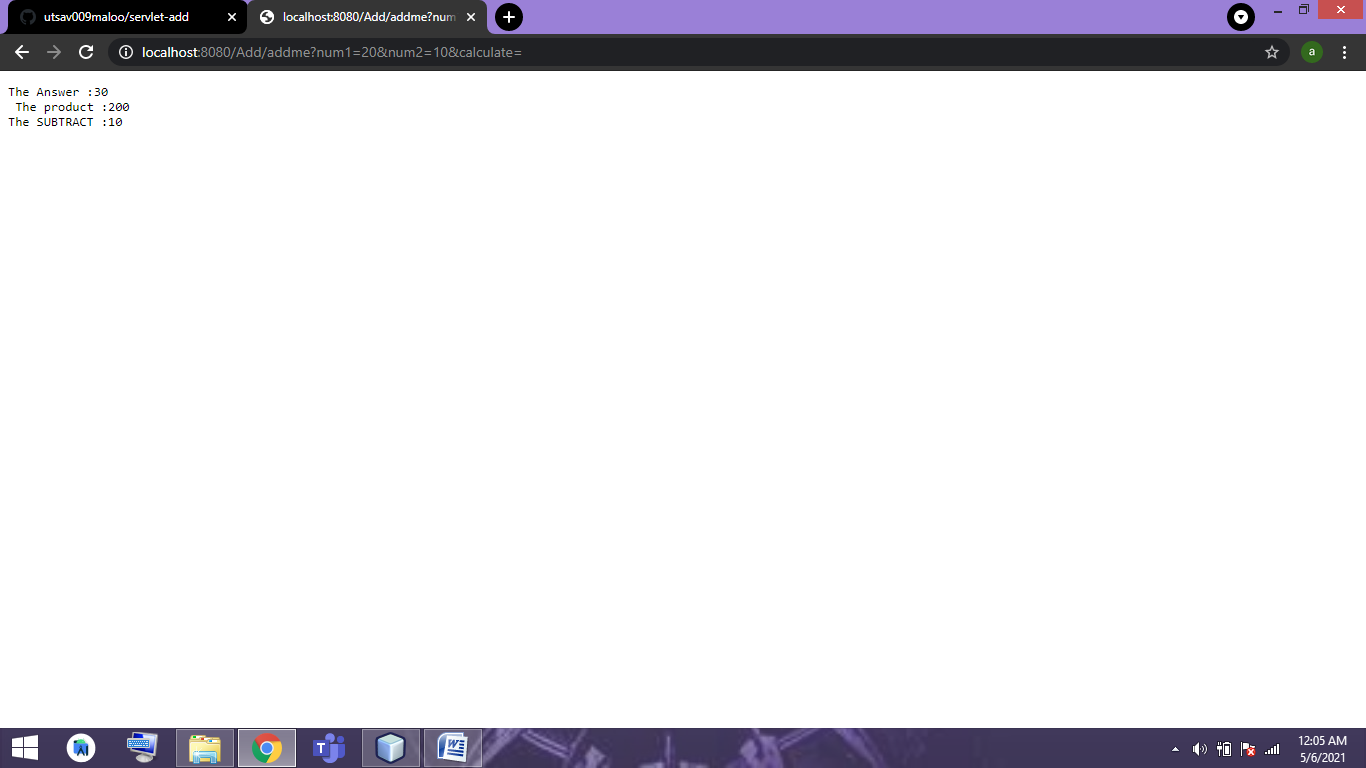 utsav009maloo/servlet-add
localhost:8080/Add/addme?num
localhost:8080/Add/addme?num1=20&num2=10&calculate=
a
The Answer :30
The product :200
The SUBTRACT :10
12:05 AM
5/6/2021